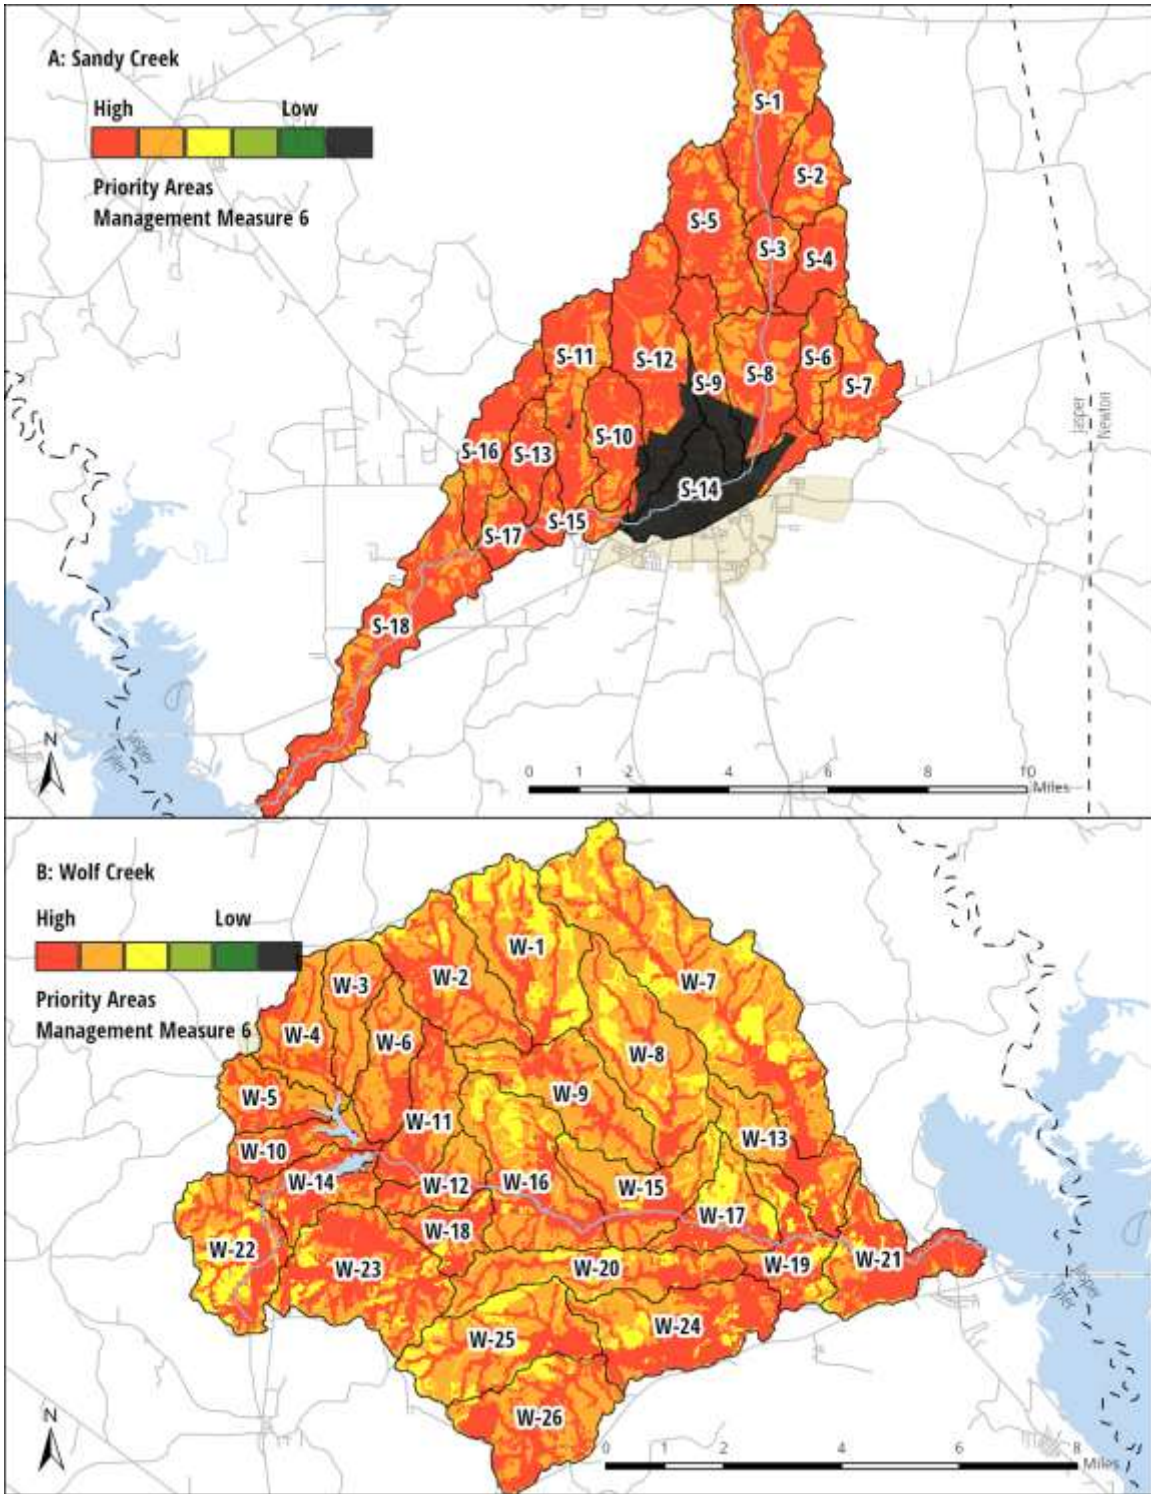 A: Sandy Creek
High Low
Priority Areas
Management Measure 6
S-1
S-2
S-5
S-3
S-4
S-11
S-12
S-9
S-8
S-6
S-7
S-10
S-16
S-13
S-14
S-15
S-17
S-18
Jasper
Newton
Jasper
Tyler
N
0 2 4 6 8 10
Miles
B: Wolf Creek
High Low
Priority Areas
Management Measure 6
W-1
W-2
W-3
W-7
W-4
W-6
W-8
W-5
W-9
W-11
W-13
W-10
W-14
W-12
W-16
W-15
W-17
W-18
W-22
W-23
W-20
W-19
W-21
W-25
W-24
W-26
Jasper
Tyler
N
0 2 4 6 8
Miles